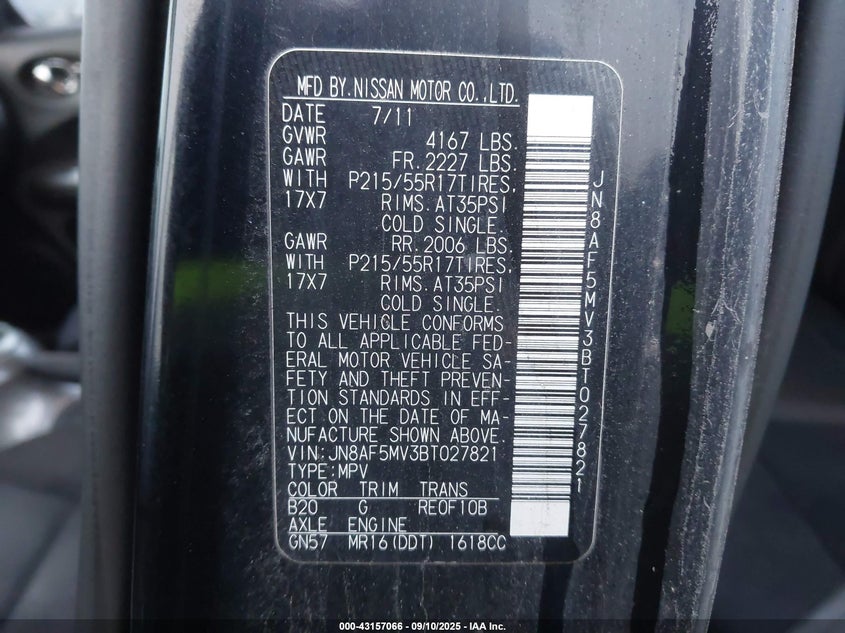 MFD BY.NISSAN MOTOR CO.,LTD.
DATE 7/11
GVWR 4167 LBS.
GAWR FR.2227 LBS.
WITH P215/55R17TIRES,
17X7 RIMS.AT35PSI
COLD SINGLE.
GAWR RR.2006 LBS.
WITH P215/55R17TIRES,
17X7 RIMS.AT35PSI
COLD SINGLE.
THIS VEHICLE CONFORMS
TO ALL APPLICABLE FED-
ERAL MOTOR VEHICLE SA-
FETY AND THEFT PREVEN-
TION STANDARDS IN EFF-
ECT ON THE DATE OF MA-
NUFACTURE SHOWN ABOVE.
VIN:JN8AF5MV3BT027821
TYPE:MPV
COLOR TRIM TRANS
B20 G RE0F10B
AXLE ENGINE
GN57 MR16(DDT) 1618CC
JN8AF5MV3BT027821
000-43157066 - 09/10/2025 - IAA Inc.